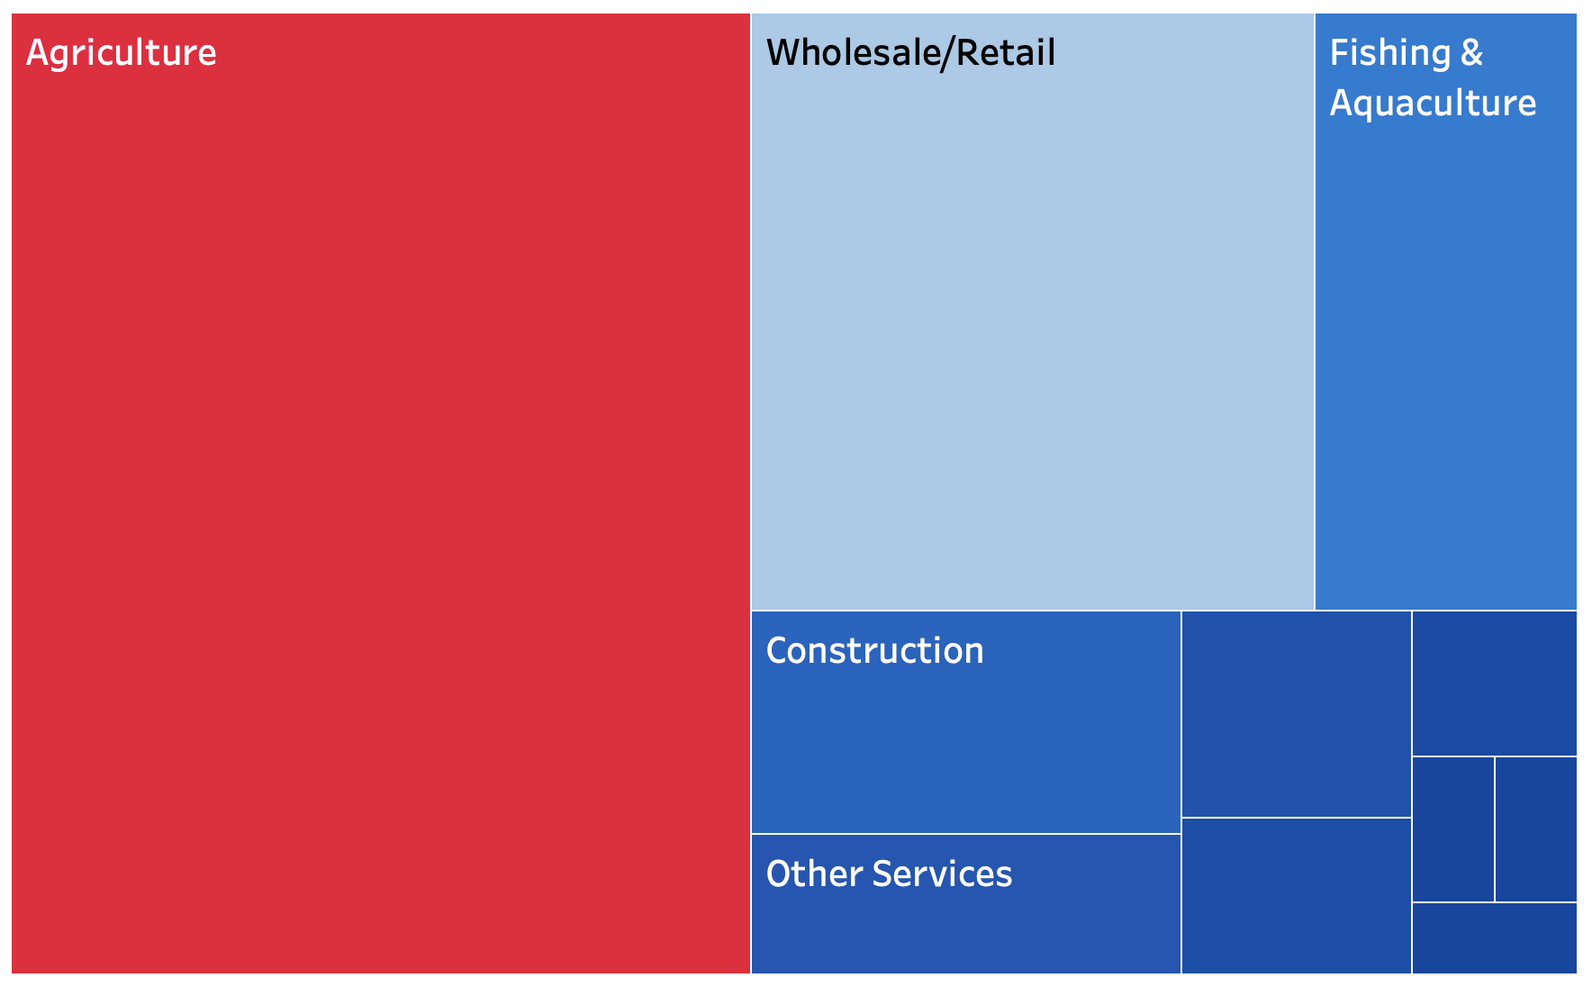 Agriculture
Wholesale/Retail
Fishing &
Aquaculture
Construction
Other Services